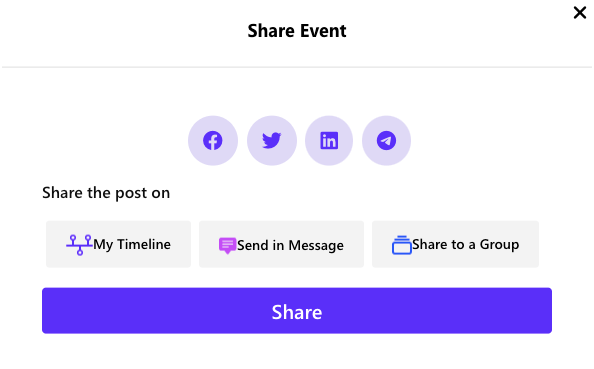 Share Event
Share the post on
My Timeline
Send in Message
Share to a Group
Share